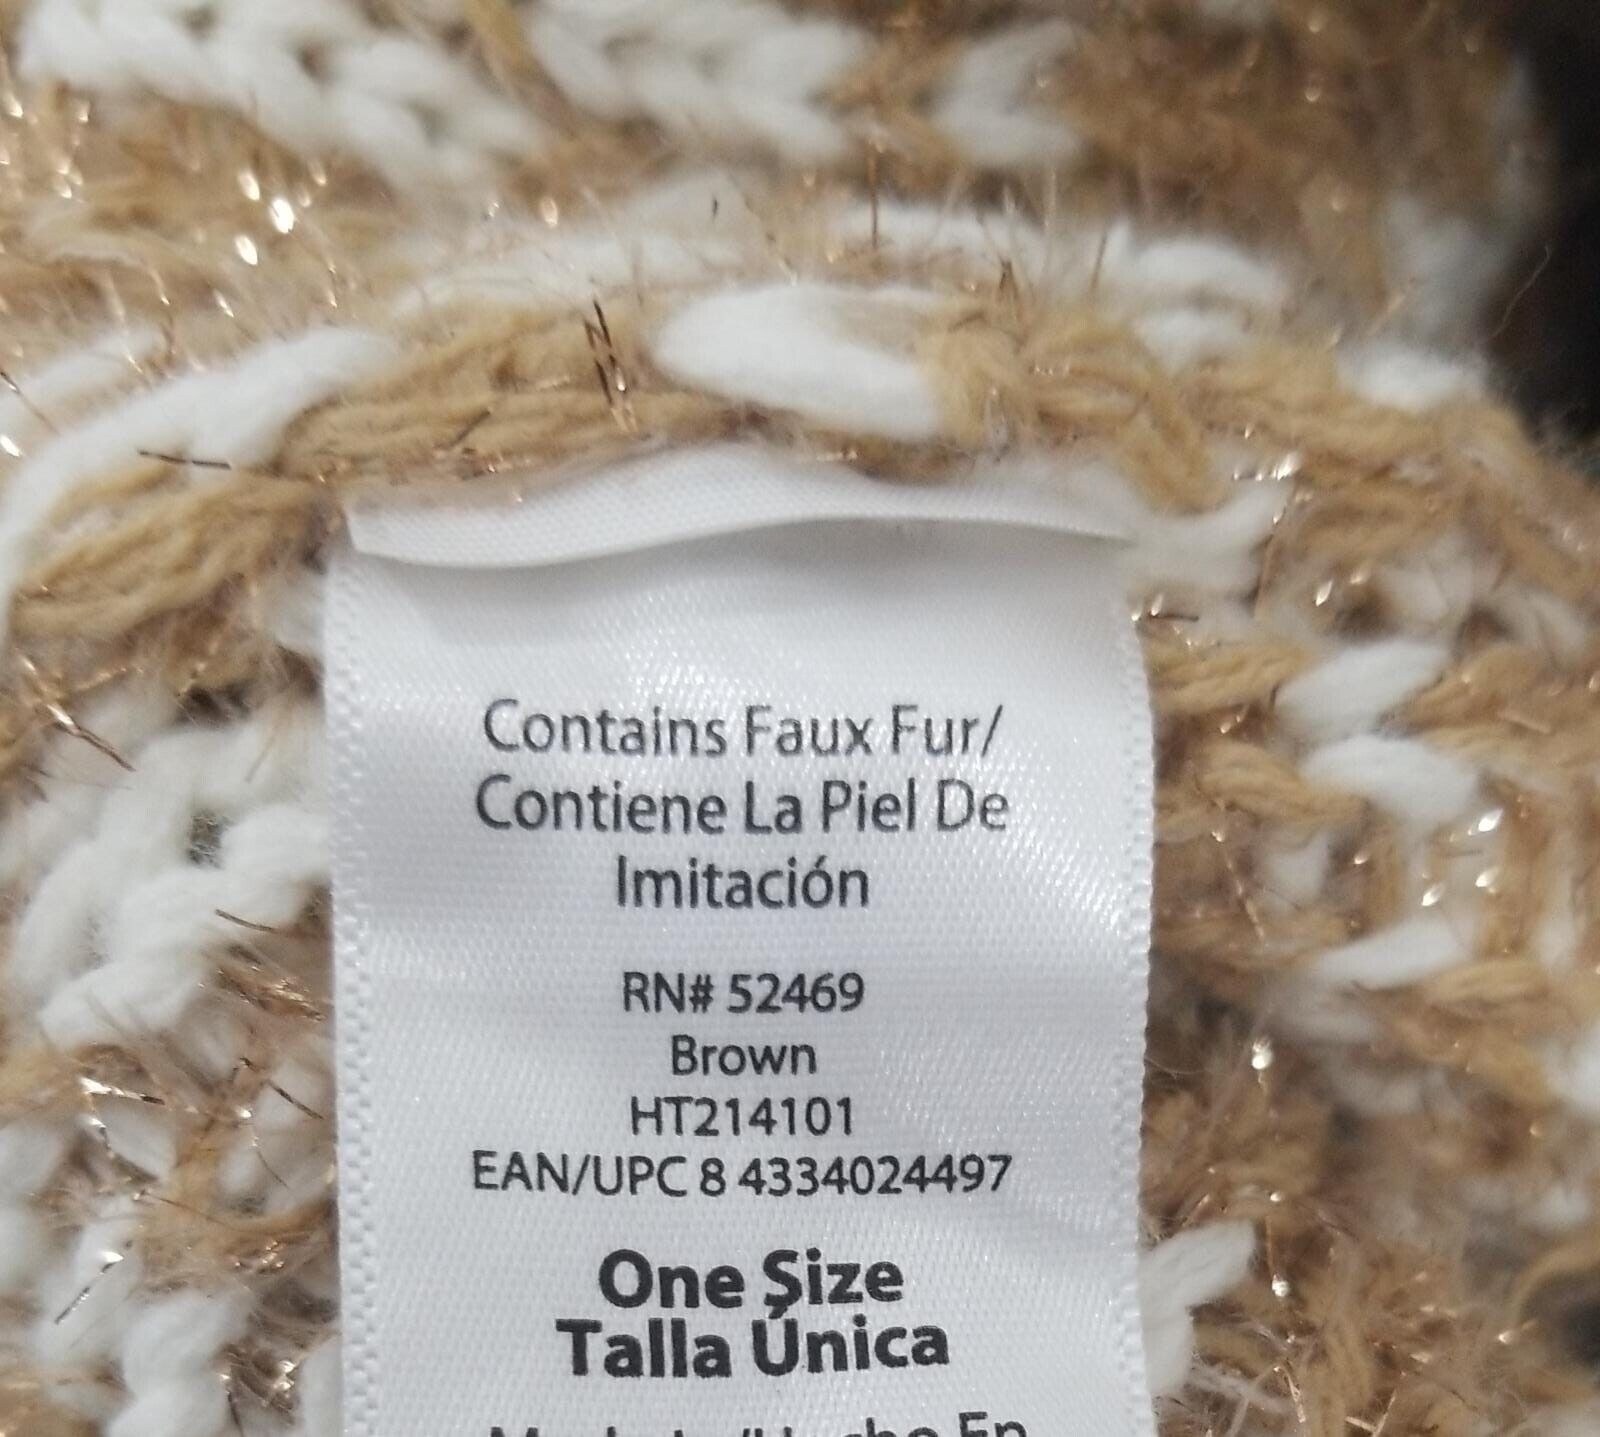 Contains Faux Fur/
Contiene La Piel De
Imitación
RN# 52469
Brown
HT214101
EAN/UPC 8 4334024497
One Size
Talla Única